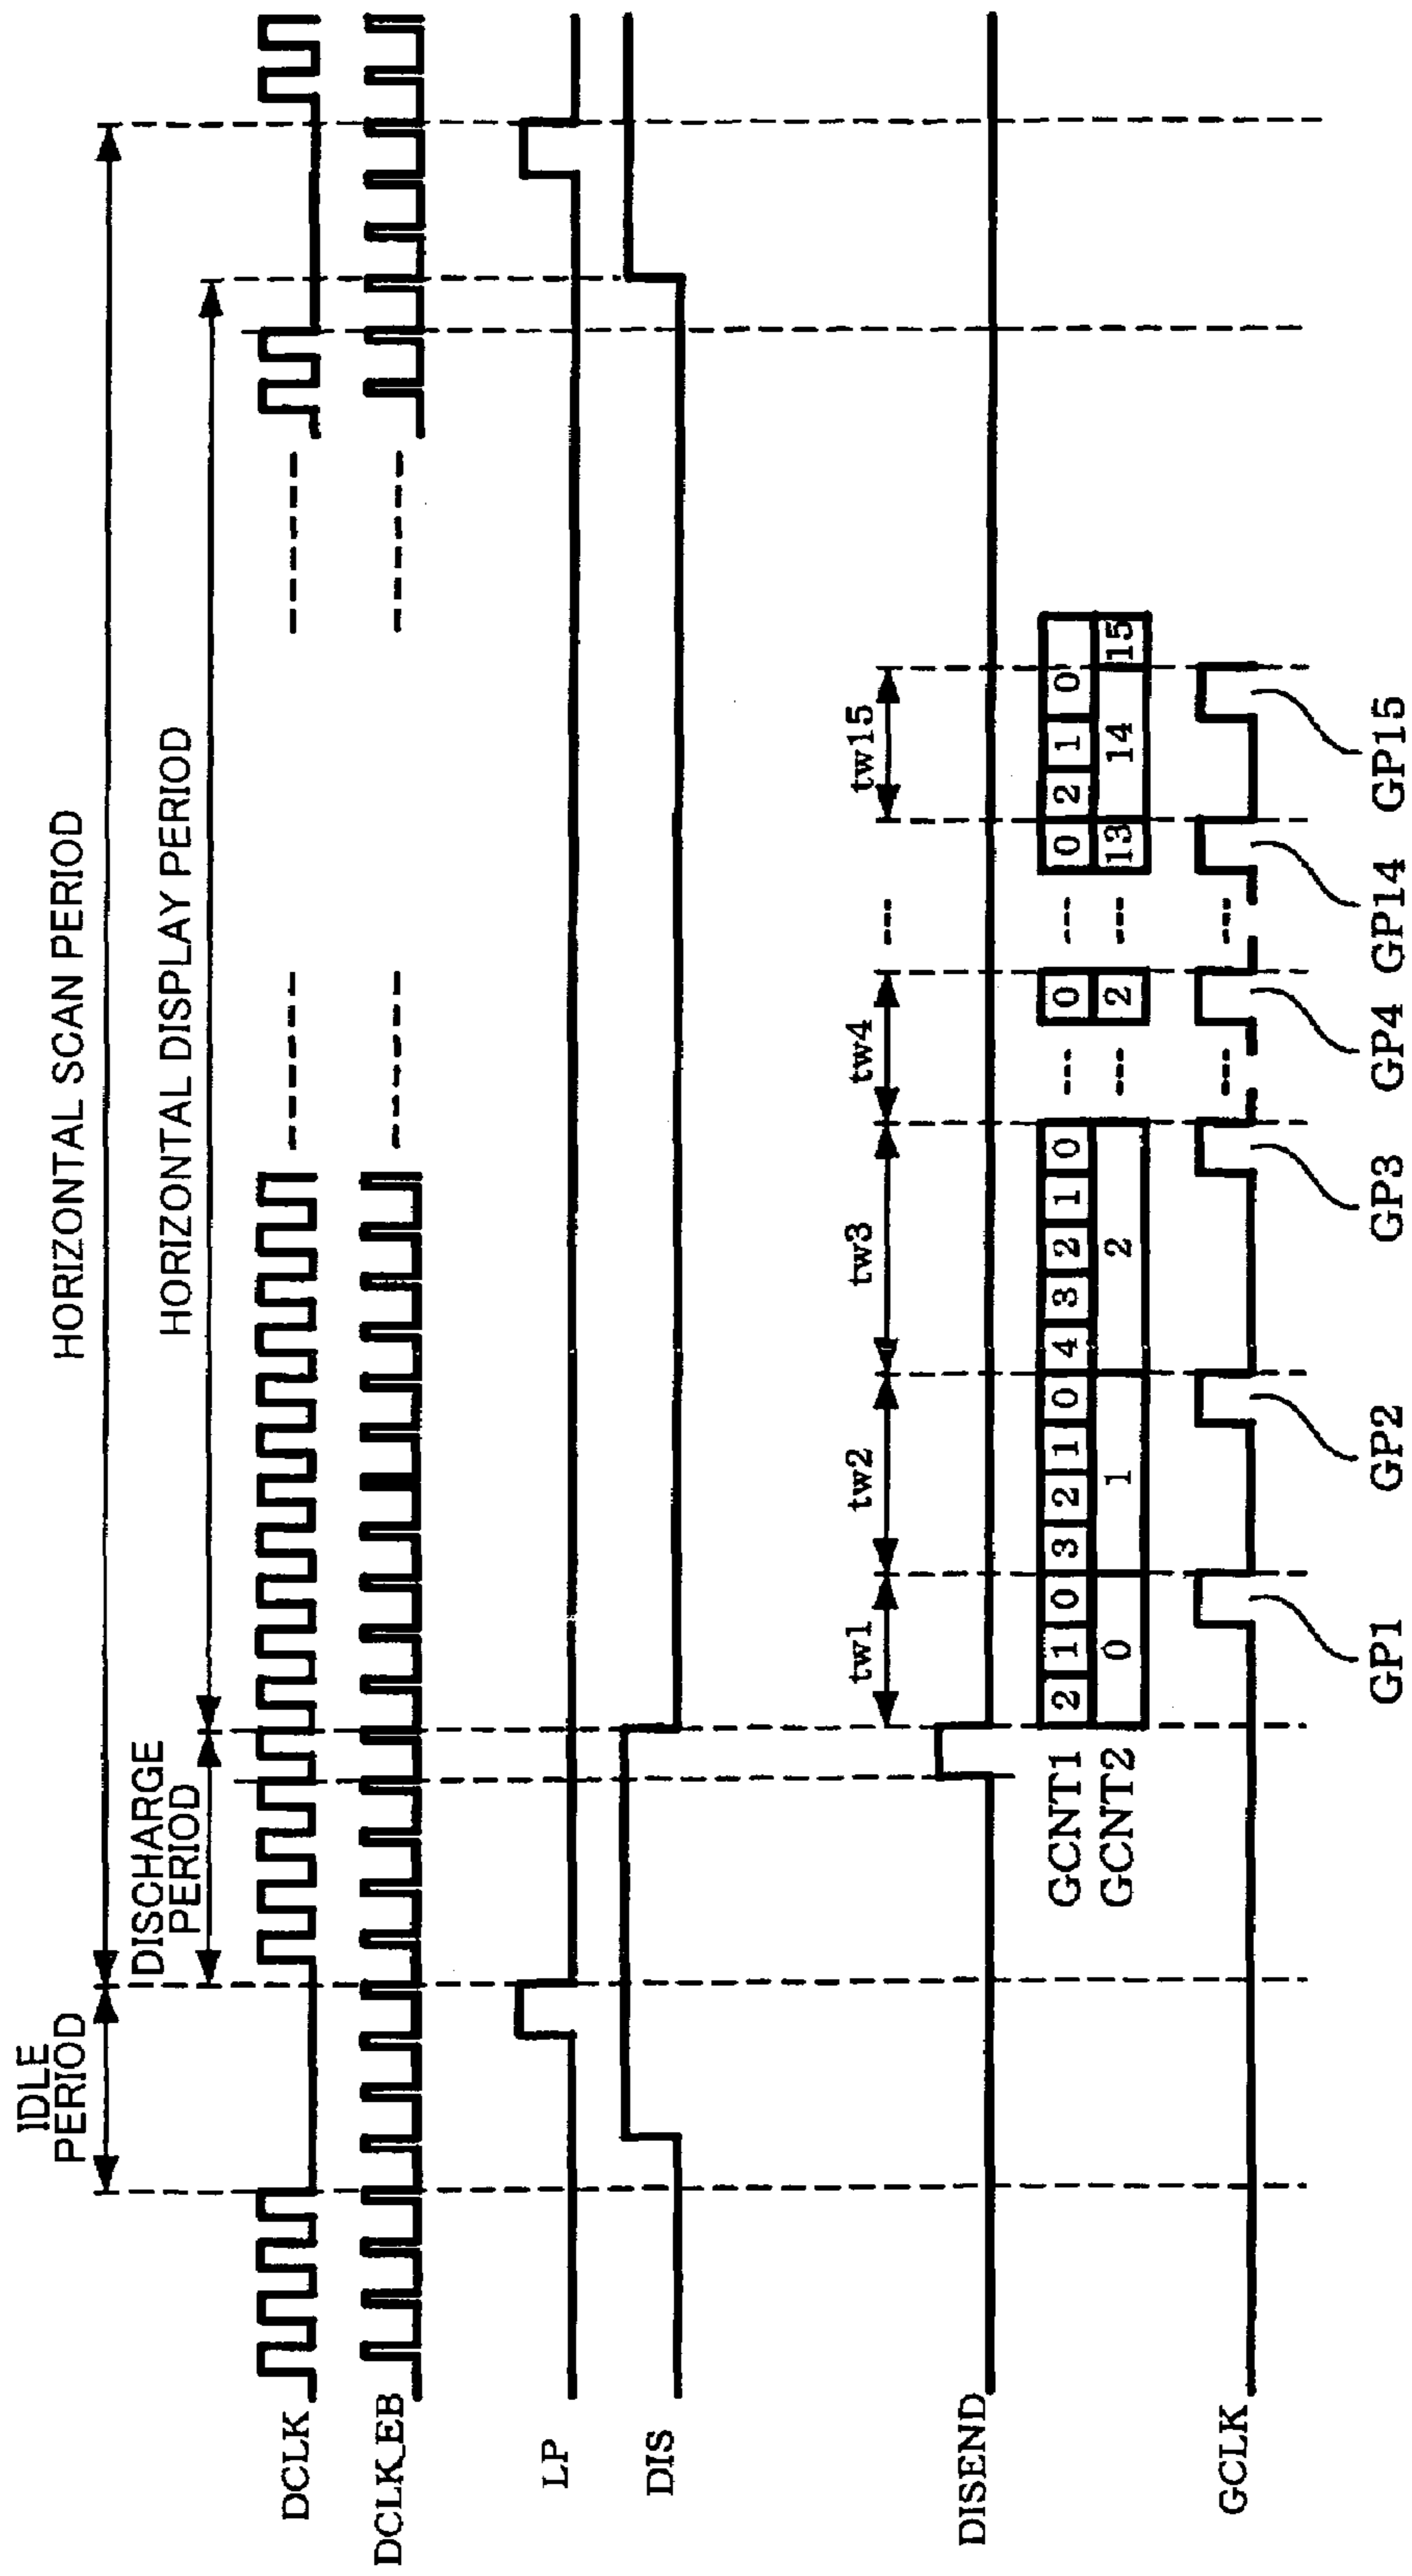 IDLE
PERIOD
HORIZONTAL SCAN PERIOD
DISCHARGE
PERIOD
HORIZONTAL DISPLAY PERIOD
DCLK
DCLK_EB
LP
DIS
tw1 tw2 tw3 tw4 --- tw15
DISEND
GCNT1 2 1 0 3 2 1 0 4 3 2 1 0 --- 0 --- 0 2 1 0
GCNT2 0 1 2 --- 2 --- 13 14 15
GCLK
GP1 GP2 GP3 GP4 GP14 GP15